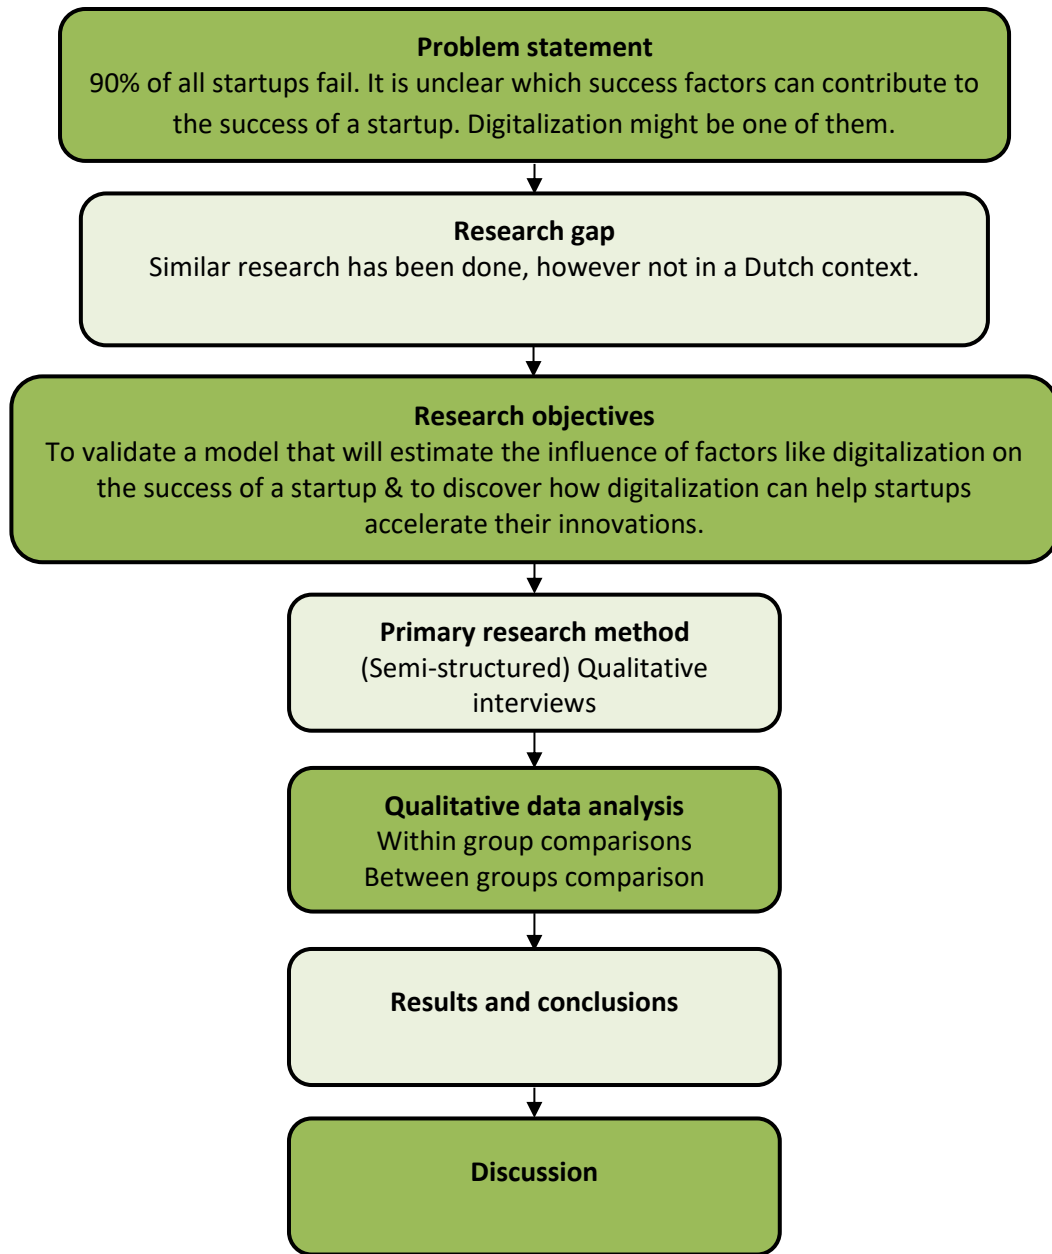 Problem statement
90% of all startups fail. It is unclear which success factors can contribute to
the success of a startup. Digitalization might be one of them.
Research gap
Similar research has been done, however not in a Dutch context.
Research objectives
To validate a model that will estimate the influence of factors like digitalization on
the success of a startup & to discover how digitalization can help startups
accelerate their innovations.
Primary research method
(Semi-structured) Qualitative
interviews
Qualitative data analysis
Within group comparisons
Between groups comparison
Results and conclusions
Discussion